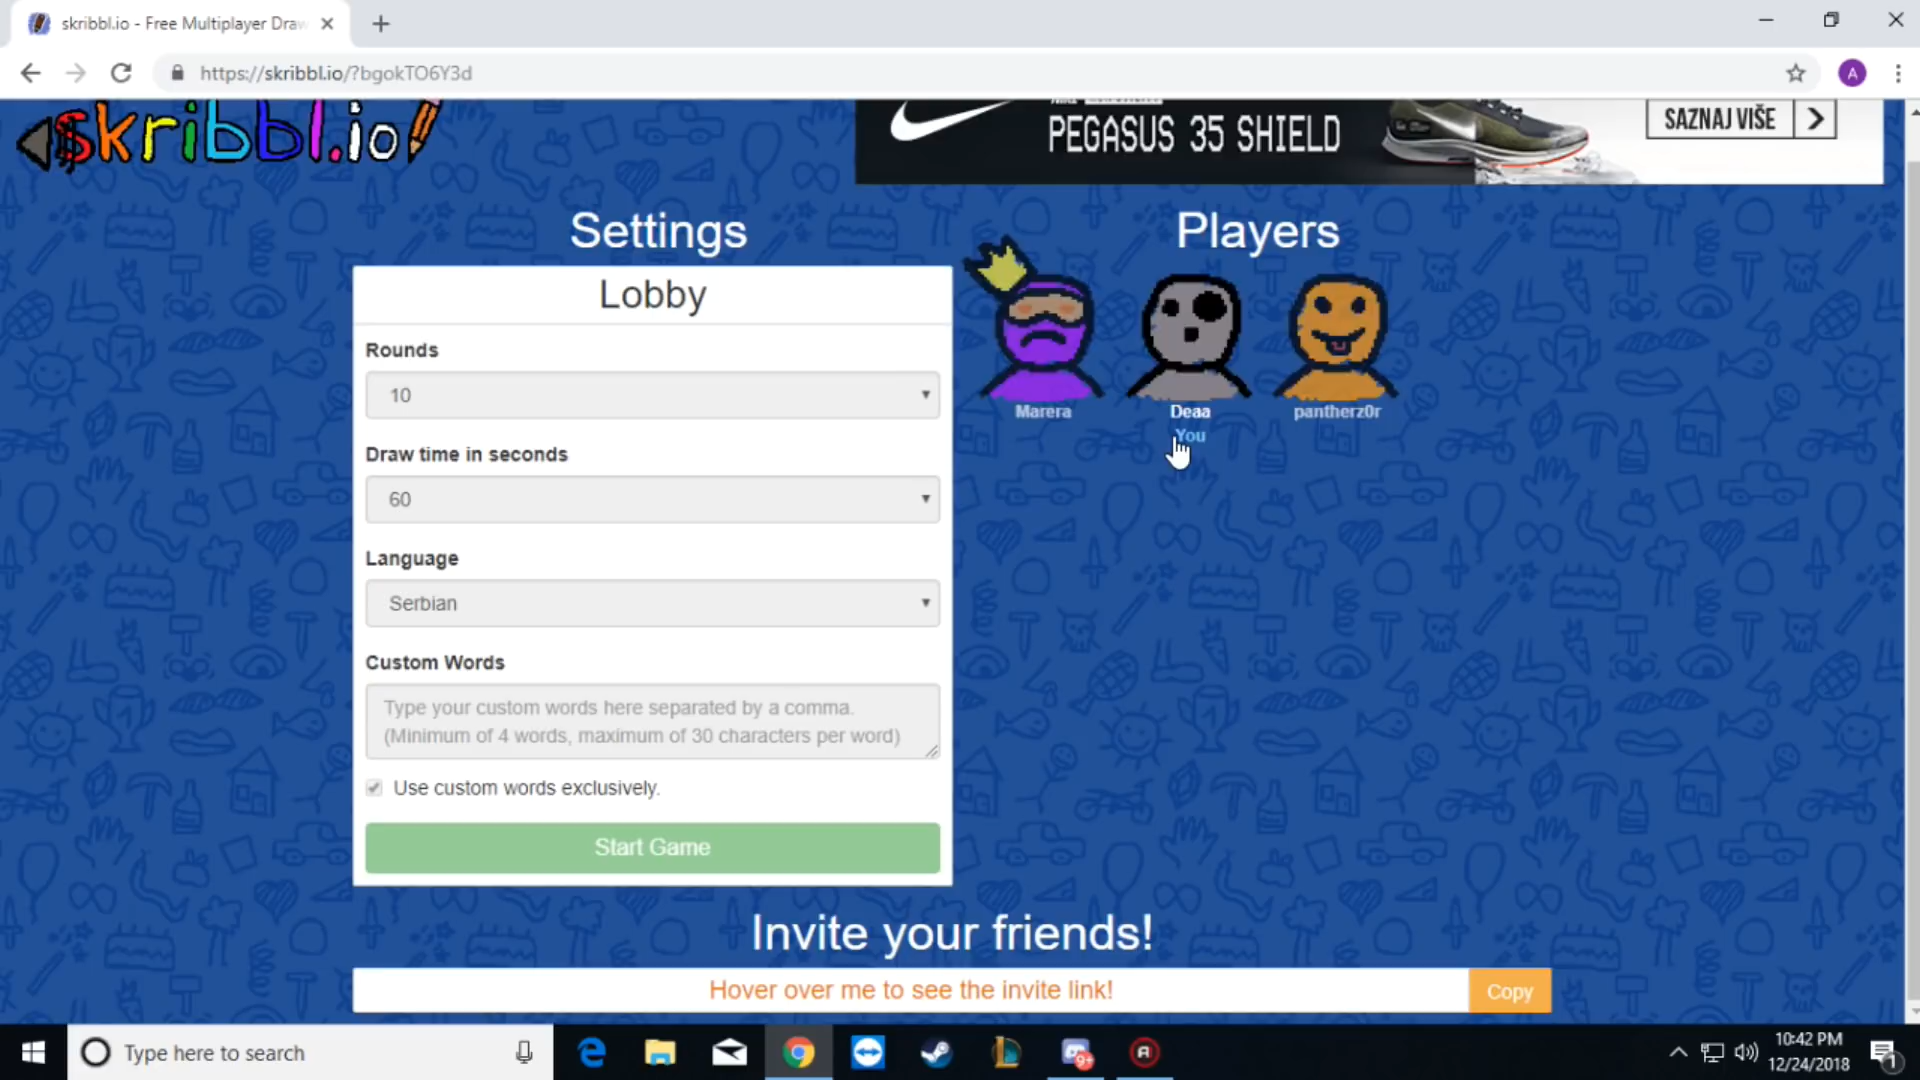 skribbl.io - Free Multiplayer Draw
https://skribbl.io/?bgokTO6Y3d
A
skribbl.io
PEGASUS 35 SHIELD
SAZNAJ VIŠE
Settings
Players
Lobby
Rounds
10
Marera
Deaa
pantherz0r
You
Draw time in seconds
60
Language
Serbian
Custom Words
Type your custom words here separated by a comma.
(Minimum of 4 words, maximum of 30 characters per word)
Use custom words exclusively.
Start Game
Invite your friends!
Hover over me to see the invite link!
Copy
Type here to search
9+
10:42 PM
12/24/2018
1